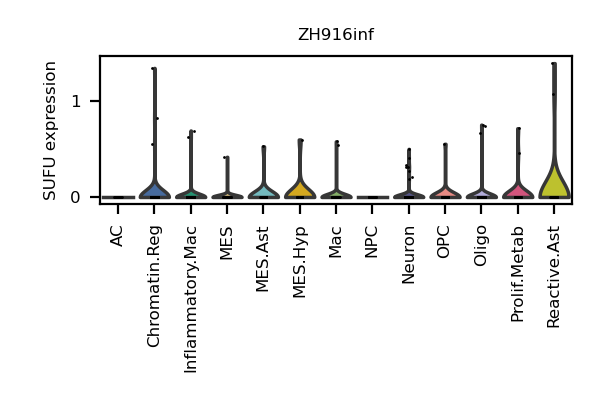 ZH916inf
SUFU expression
1
0
AC
Chromatin.Reg
Inflammatory.Mac
MES
MES.Ast
MES.Hyp
Mac
NPC
Neuron
OPC
Oligo
Prolif.Metab
Reactive.Ast